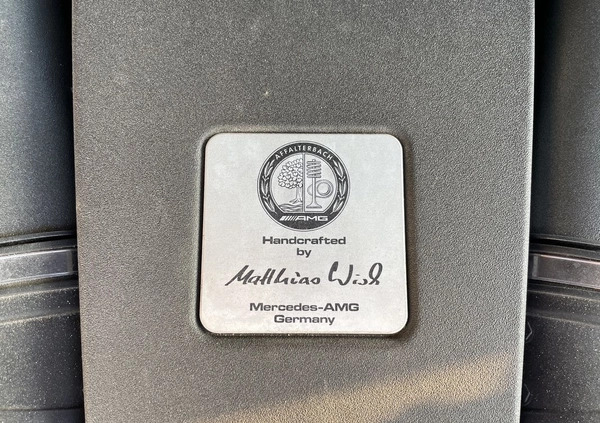 AFFALTERBACH
AMG
Handcrafted
by
Matthias
Mercedes-AMG
Germany